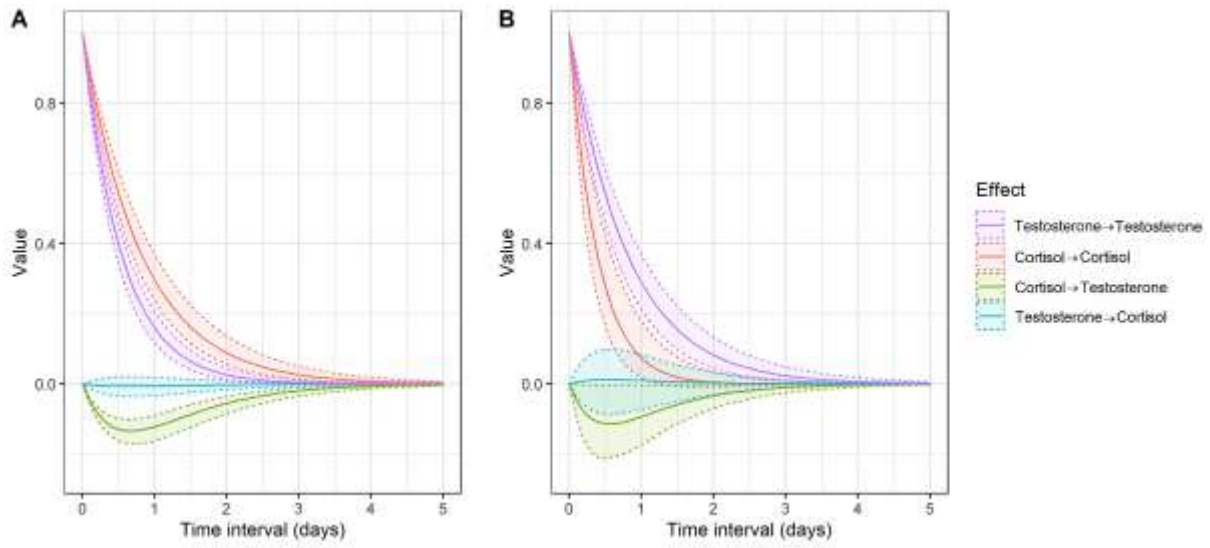 A
B
Value
0.8
0.4
0.0
0 1 2 3 4 5
Time interval (days)
Value
0.8
0.4
0.0
0 1 2 3 4 5
Time interval (days)
Effect
Testosterone→Testosterone
Cortisol→Cortisol
Cortisol→Testosterone
Testosterone→Cortisol